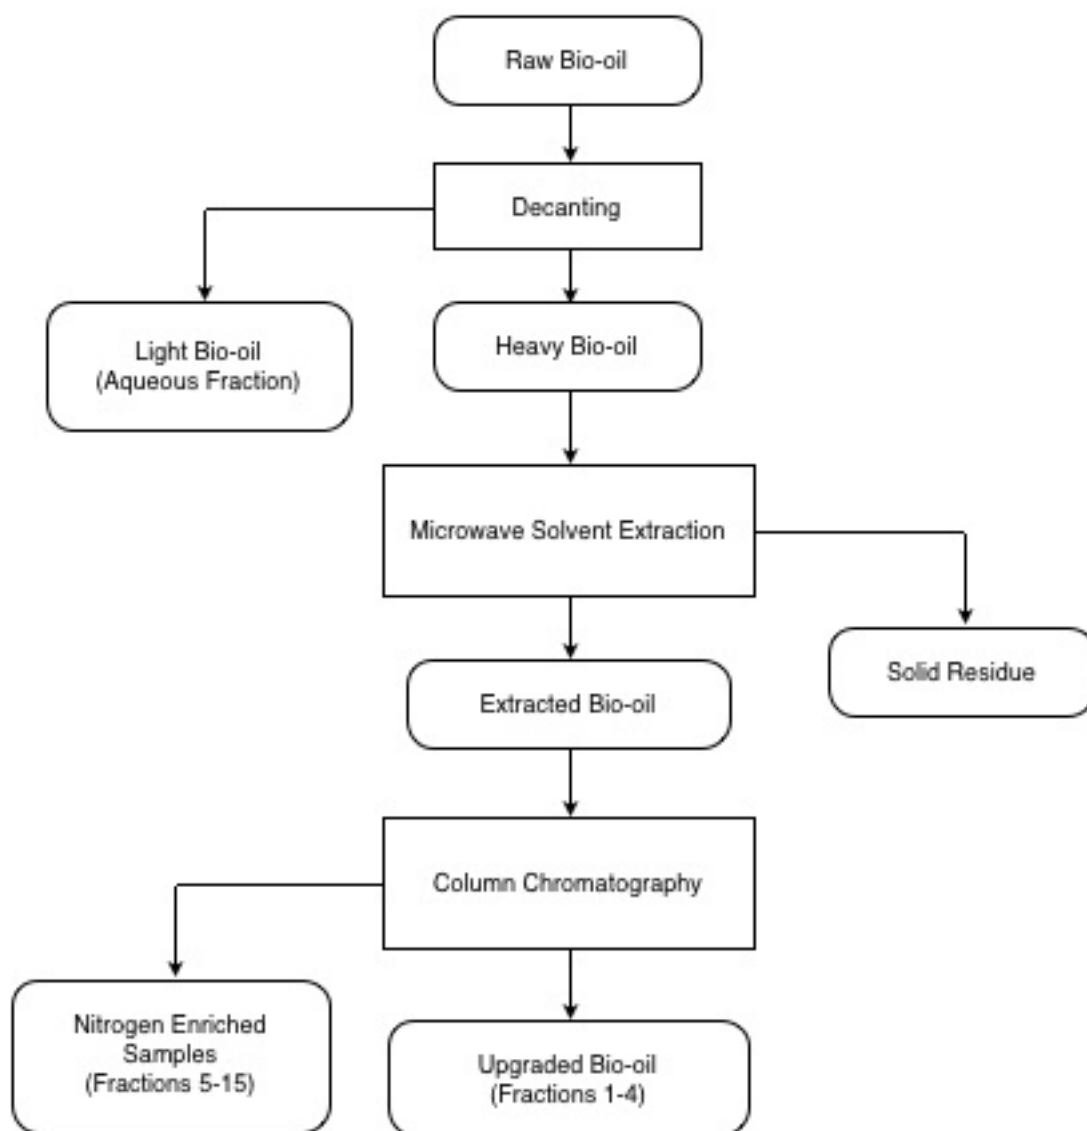 Raw Bio-oil
Decanting
Light Bio-oil
(Aqueous Fraction)
Heavy Bio-oil
Microwave Solvent Extraction
Solid Residue
Extracted Bio-oil
Column Chromatography
Nitrogen Enriched
Samples
(Fractions 5-15)
Upgraded Bio-oil
(Fractions 1-4)